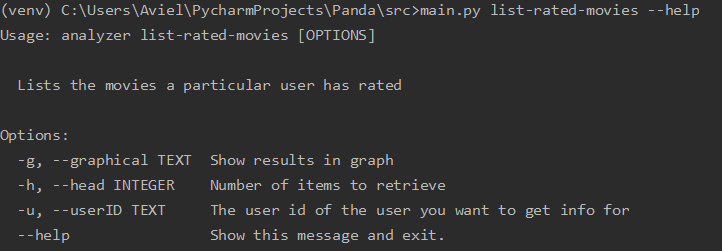 (venv) C:\Users\Aviel\PycharmProjects\Panda\src>main.py list-rated-movies --help
Usage: analyzer list-rated-movies [OPTIONS]
Lists the movies a particular user has rated
Options:
-g, --graphical TEXT  Show results in graph
-h, --head INTEGER    Number of items to retrieve
-u, --userID TEXT     The user id of the user you want to get info for
--help                Show this message and exit.